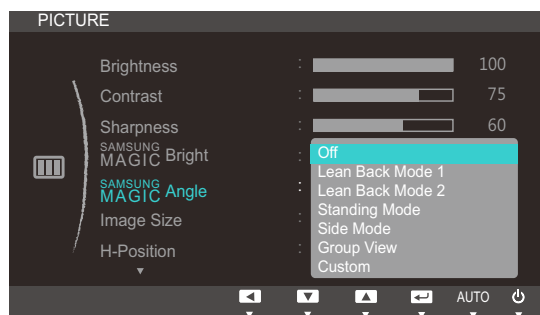 PICTURE
Brightness : 100
Contrast : 75
Sharpness : 60
SAMSUNG MAGIC Bright :
SAMSUNG MAGIC Angle :
Image Size :
H-Position :
Off
Lean Back Mode 1
Lean Back Mode 2
Standing Mode
Side Mode
Group View
Custom
AUTO